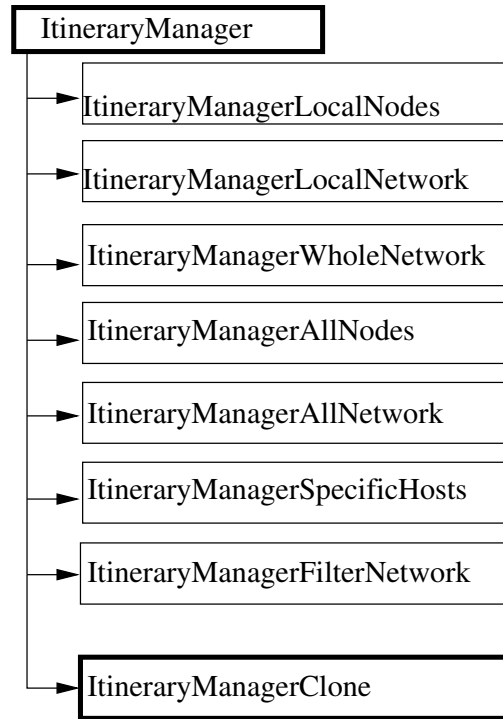 ItineraryManager
ItineraryManagerLocalNodes
ItineraryManagerLocalNetwork
ItineraryManagerWholeNetwork
ItineraryManagerAllNodes
ItineraryManagerAllNetwork
ItineraryManagerSpecificHosts
ItineraryManagerFilterNetwork
ItineraryManagerClone